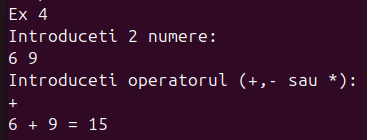 Ex 4
Introduceti 2 numere:
6 9
Introduceti operatorul (+,- sau *):
+
6 + 9 = 15